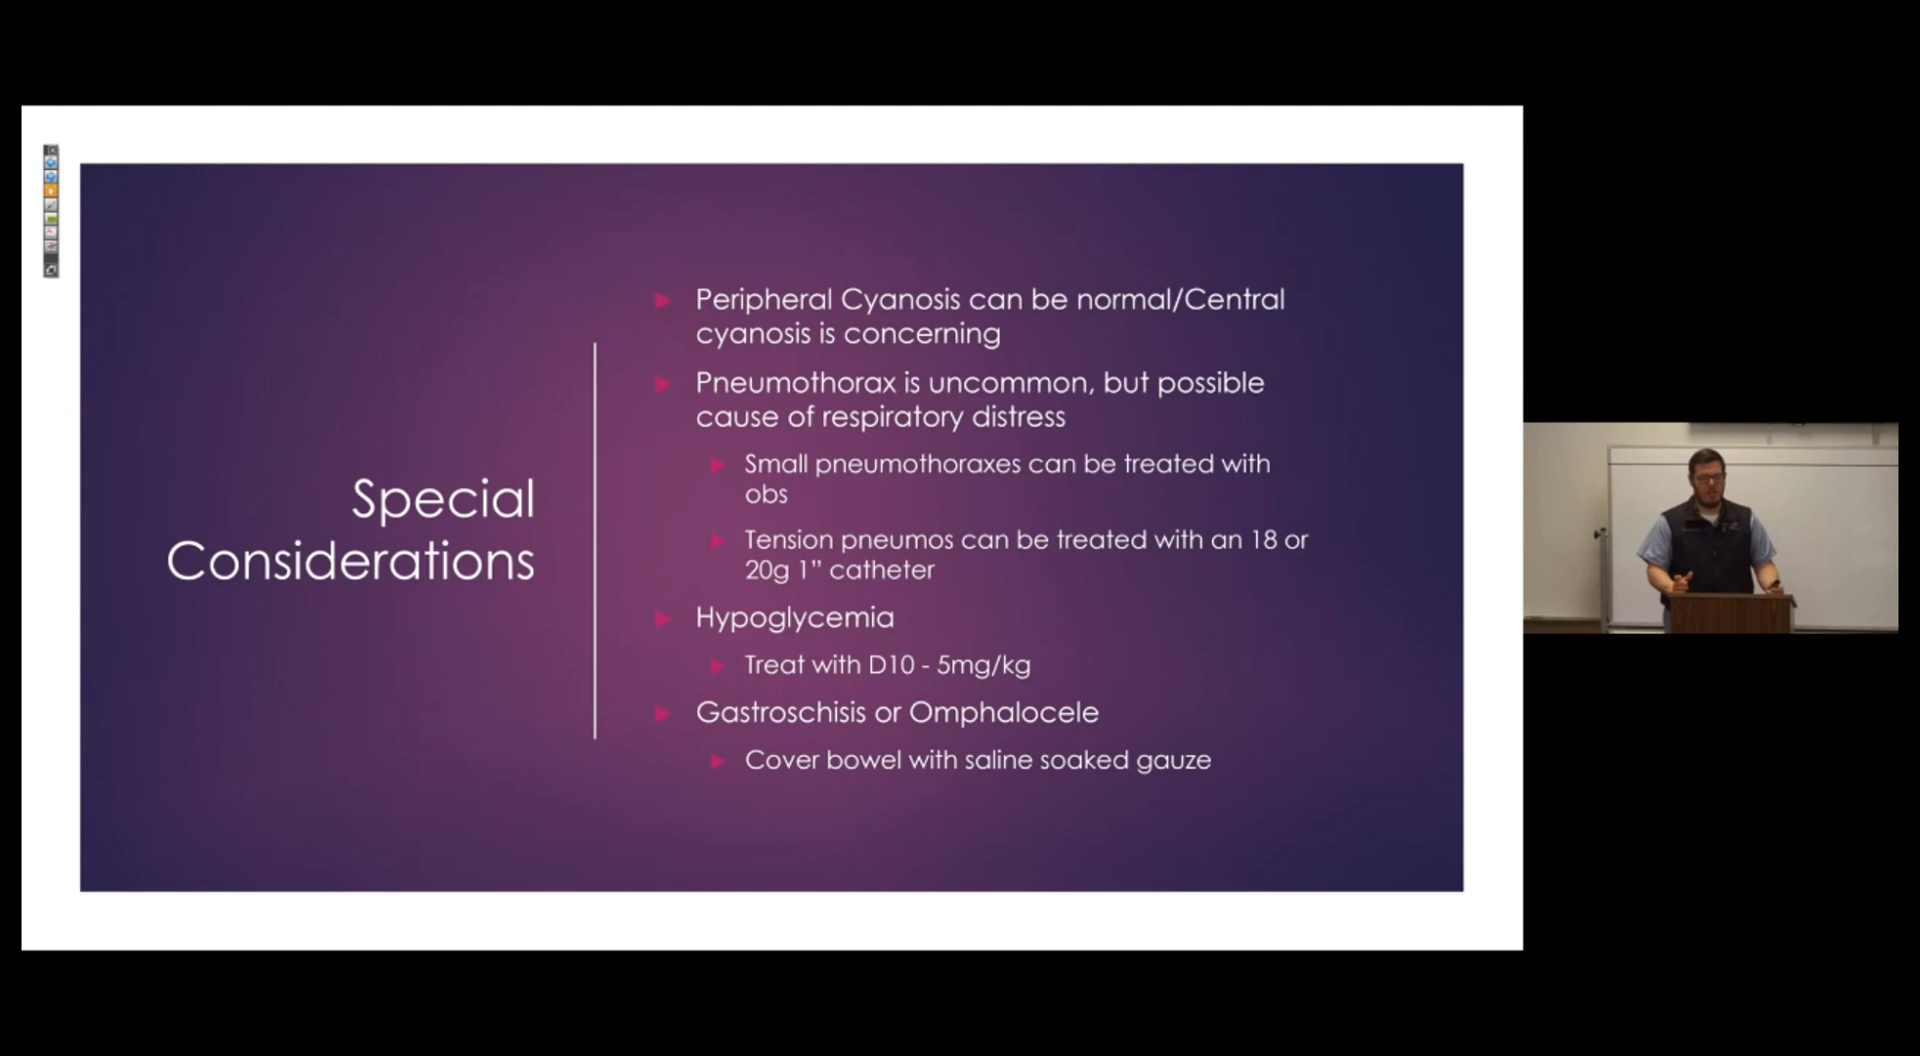 Special
Considerations
Peripheral Cyanosis can be normal/Central
cyanosis is concerning
Pneumothorax is uncommon, but possible
cause of respiratory distress
Small pneumothoraxes can be treated with
obs
Tension pneumos can be treated with an 18 or
20g 1” catheter
Hypoglycemia
Treat with D10 - 5mg/kg
Gastroschisis or Omphalocele
Cover bowel with saline soaked gauze